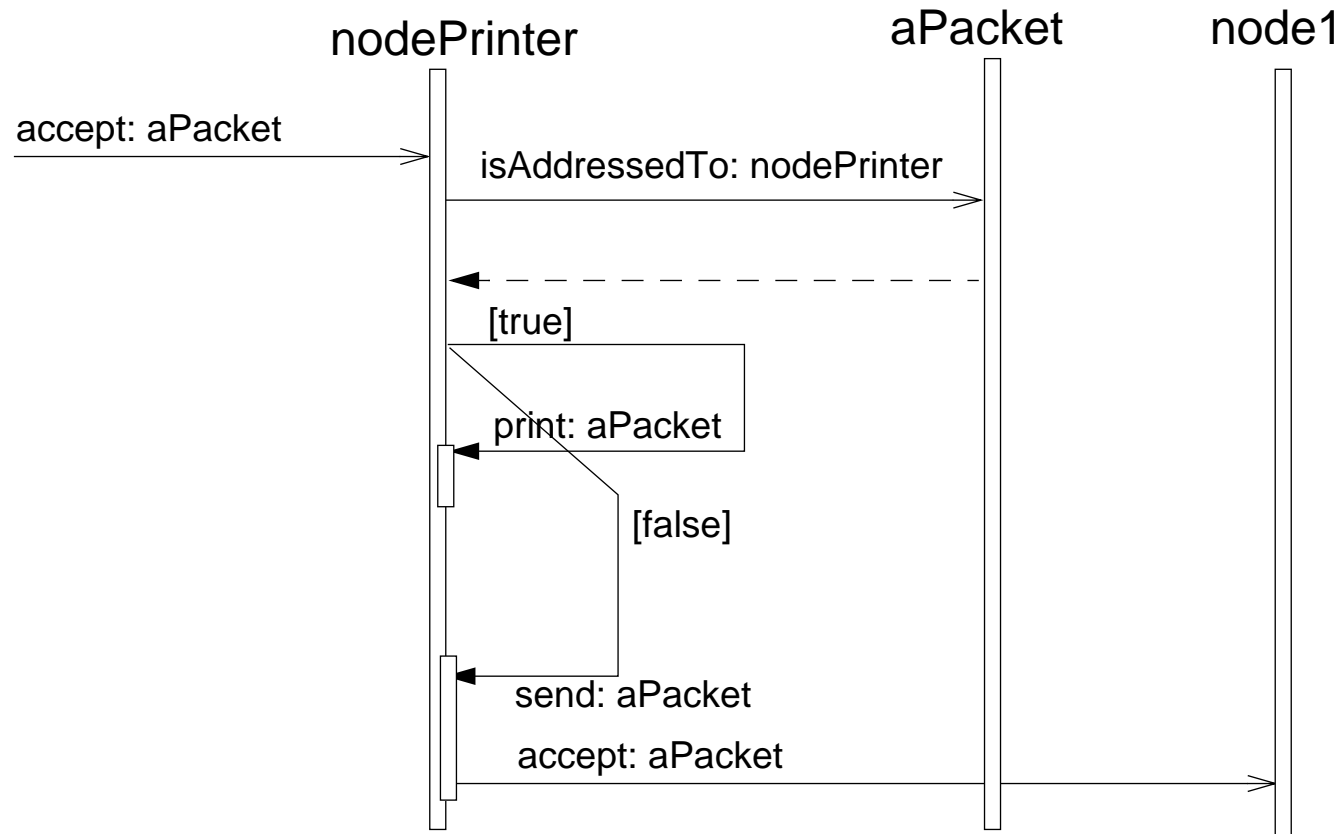 nodePrinter
aPacket
node1
accept: aPacket
isAddressedTo: nodePrinter
[true]
print: aPacket
[false]
send: aPacket
accept: aPacket